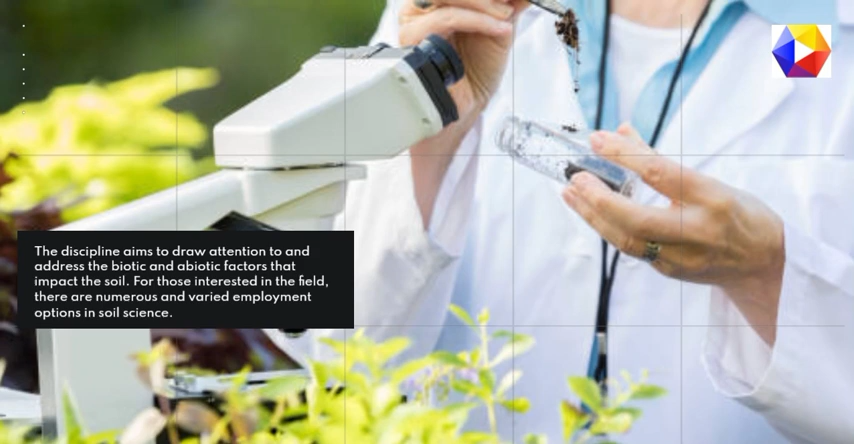 The discipline aims to draw attention to and
address the biotic and abiotic factors that
impact the soil. For those interested in the field,
there are numerous and varied employment
options in soil science.